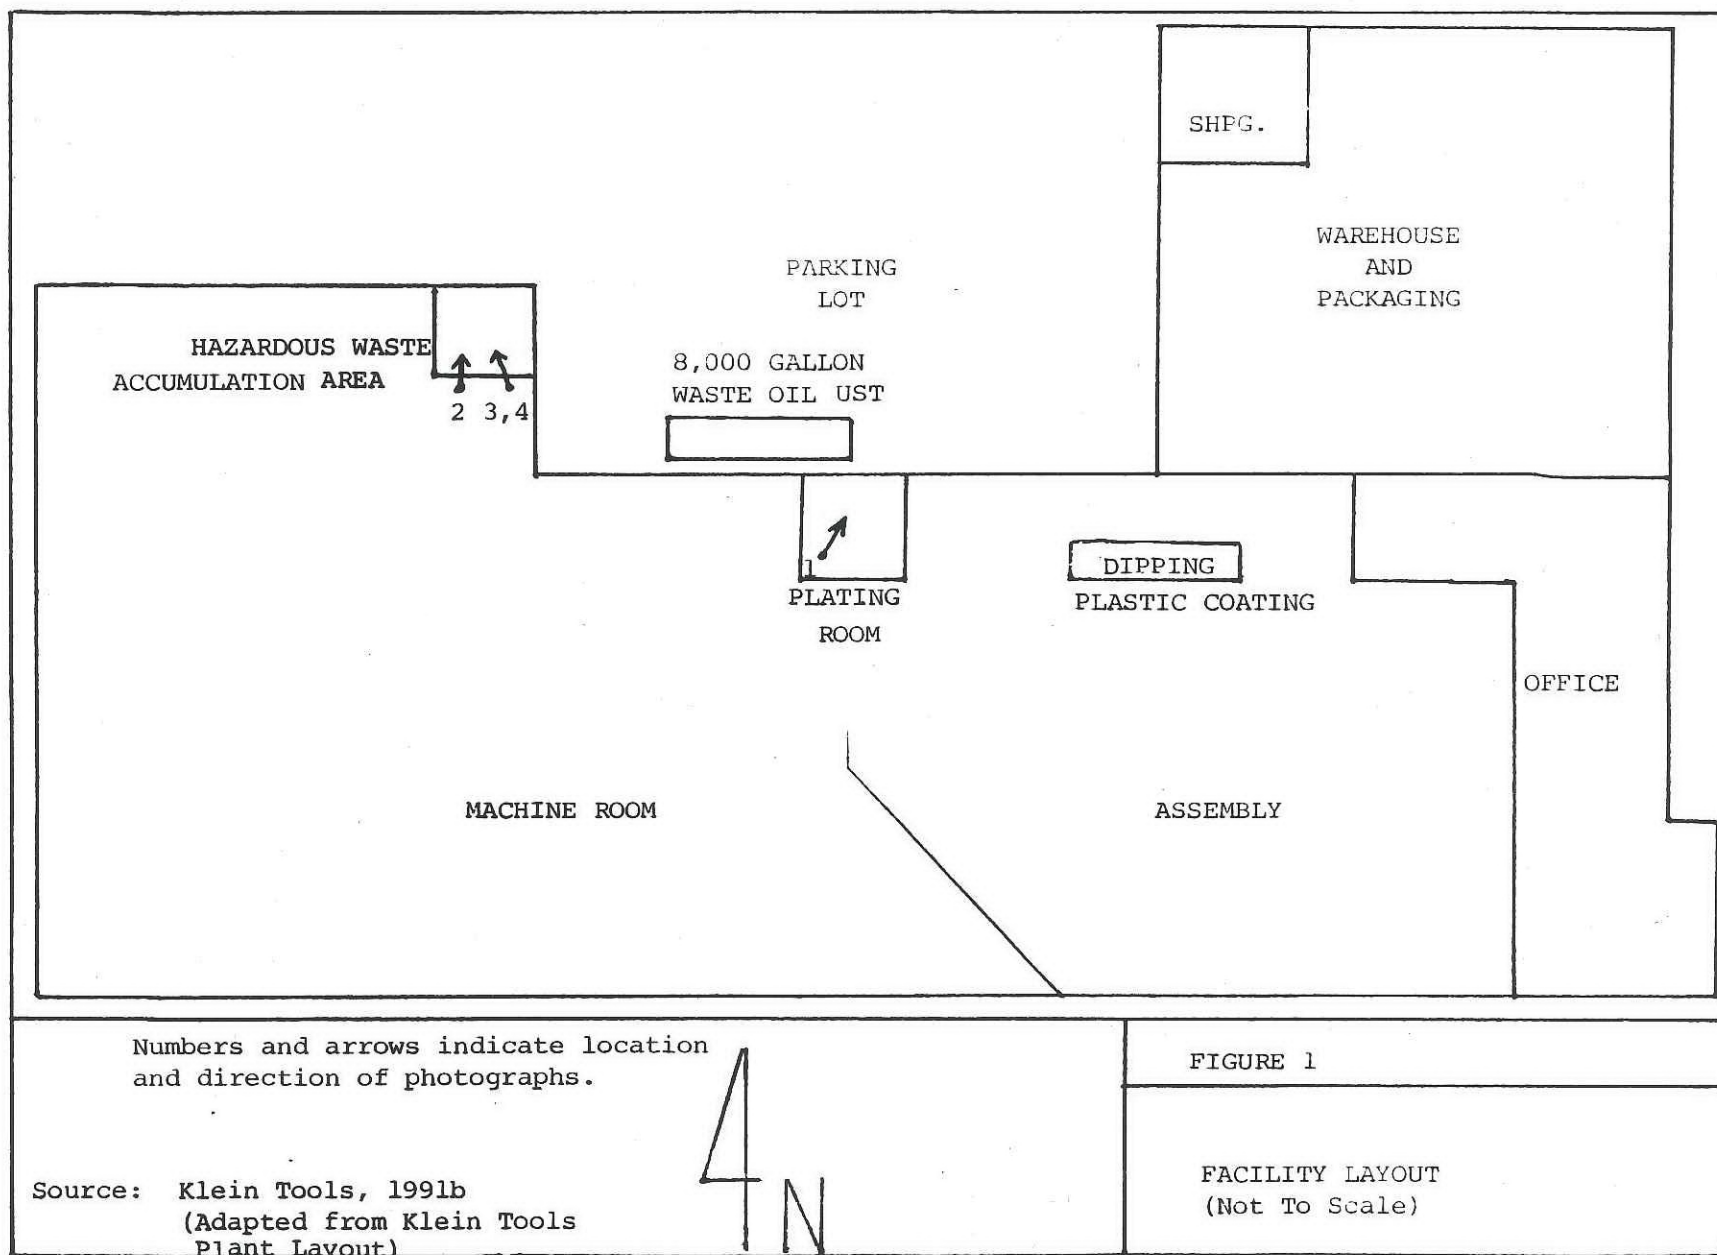 SHPG.
WAREHOUSE
AND
PACKAGING
PARKING
LOT
HAZARDOUS WASTE
ACCUMULATION AREA
2 3,4
8,000 GALLON
WASTE OIL UST
1
PLATING
ROOM
DIPPING
PLASTIC COATING
OFFICE
MACHINE ROOM
ASSEMBLY
Numbers and arrows indicate location
and direction of photographs.
N
Source: Klein Tools, 1991b
(Adapted from Klein Tools
Plant Layout)
FIGURE 1
FACILITY LAYOUT
(Not To Scale)